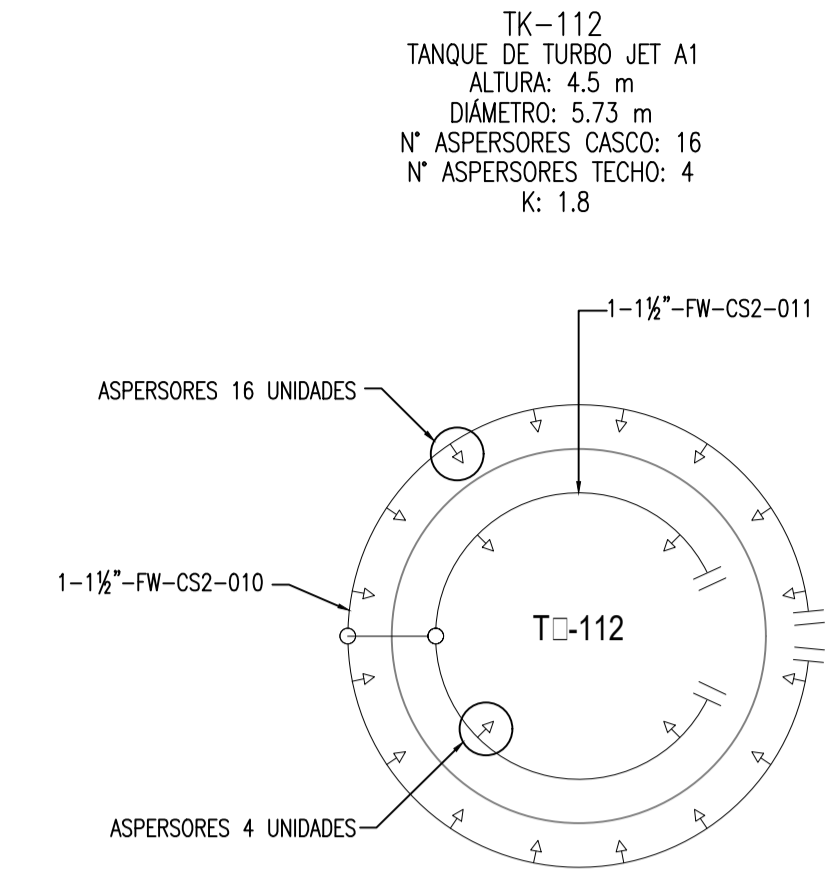 TK-112
TANQUE DE TURBO JET A1
ALTURA: 4.5 m
DIÁMETRO: 5.73 m
N° ASPERSORES CASCO: 16
N° ASPERSORES TECHO: 4
K: 1.8
1-1½"-FW-CS2-011
ASPERSORES 16 UNIDADES
1-1½"-FW-CS2-010
T□-112
ASPERSORES 4 UNIDADES